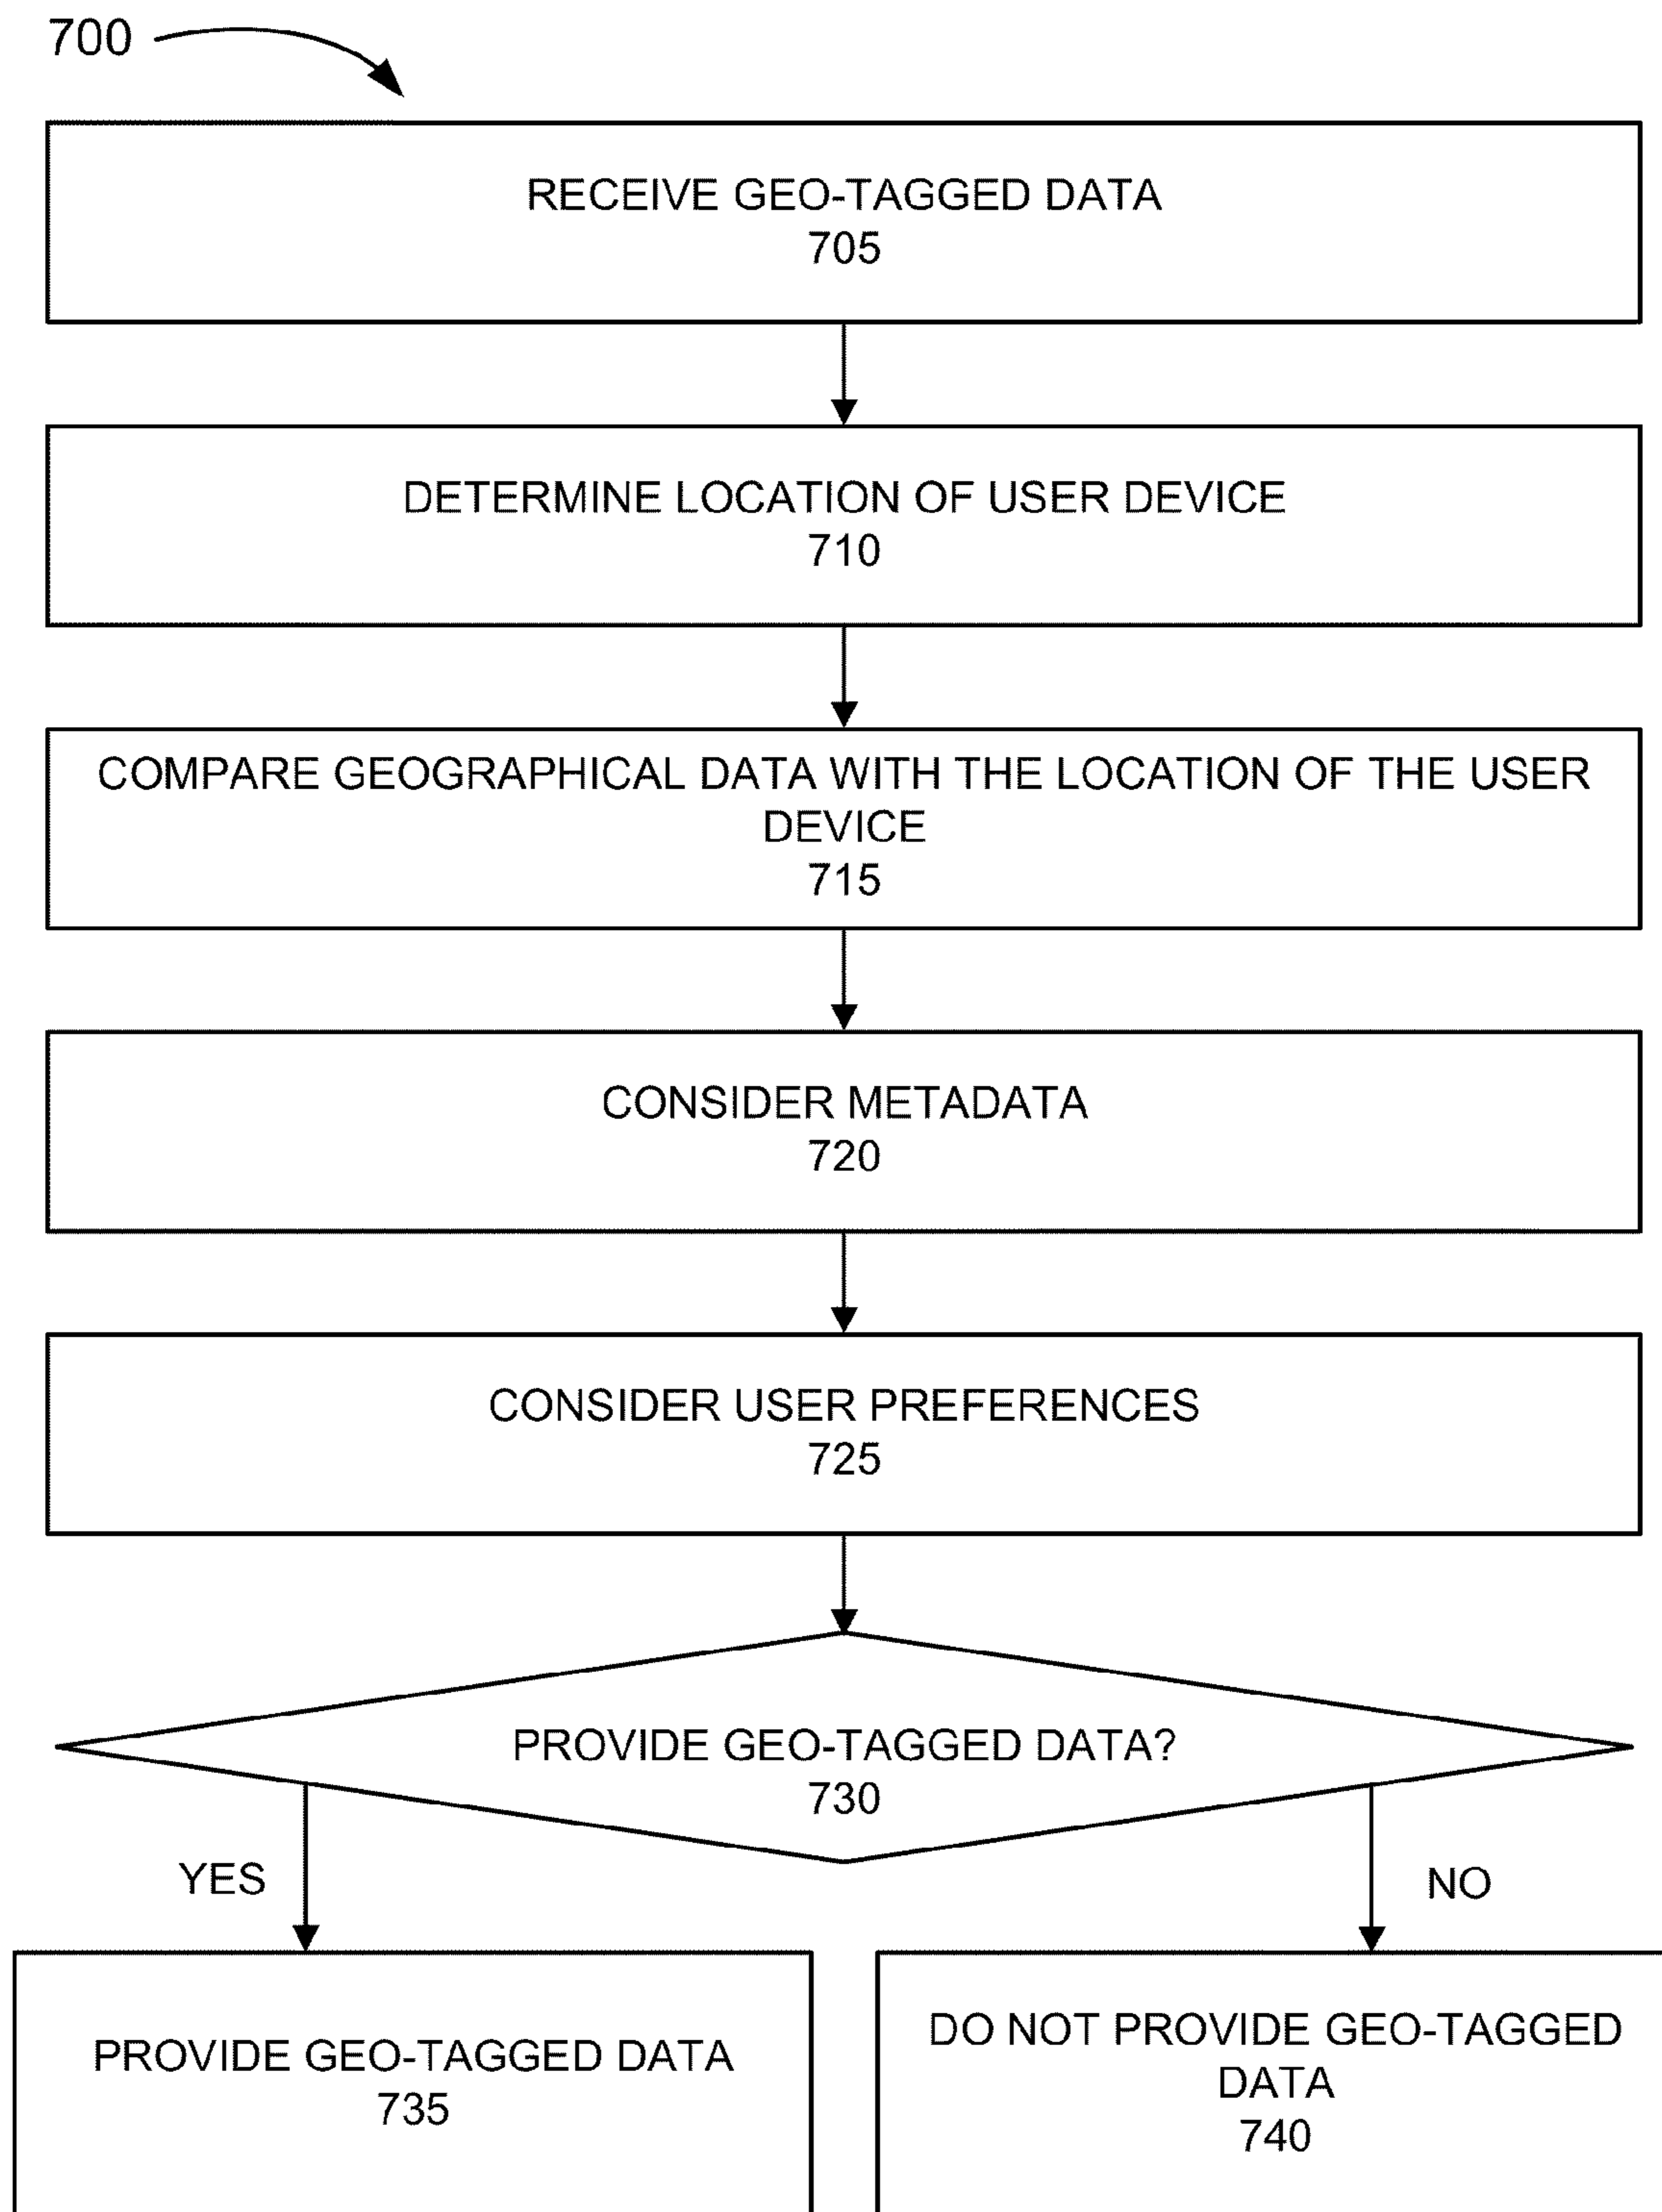 700
RECEIVE GEO-TAGGED DATA
705
DETERMINE LOCATION OF USER DEVICE
710
COMPARE GEOGRAPHICAL DATA WITH THE LOCATION OF THE USER
DEVICE
715
CONSIDER METADATA
720
CONSIDER USER PREFERENCES
725
PROVIDE GEO-TAGGED DATA?
730
YES
NO
PROVIDE GEO-TAGGED DATA
735
DO NOT PROVIDE GEO-TAGGED
DATA
740